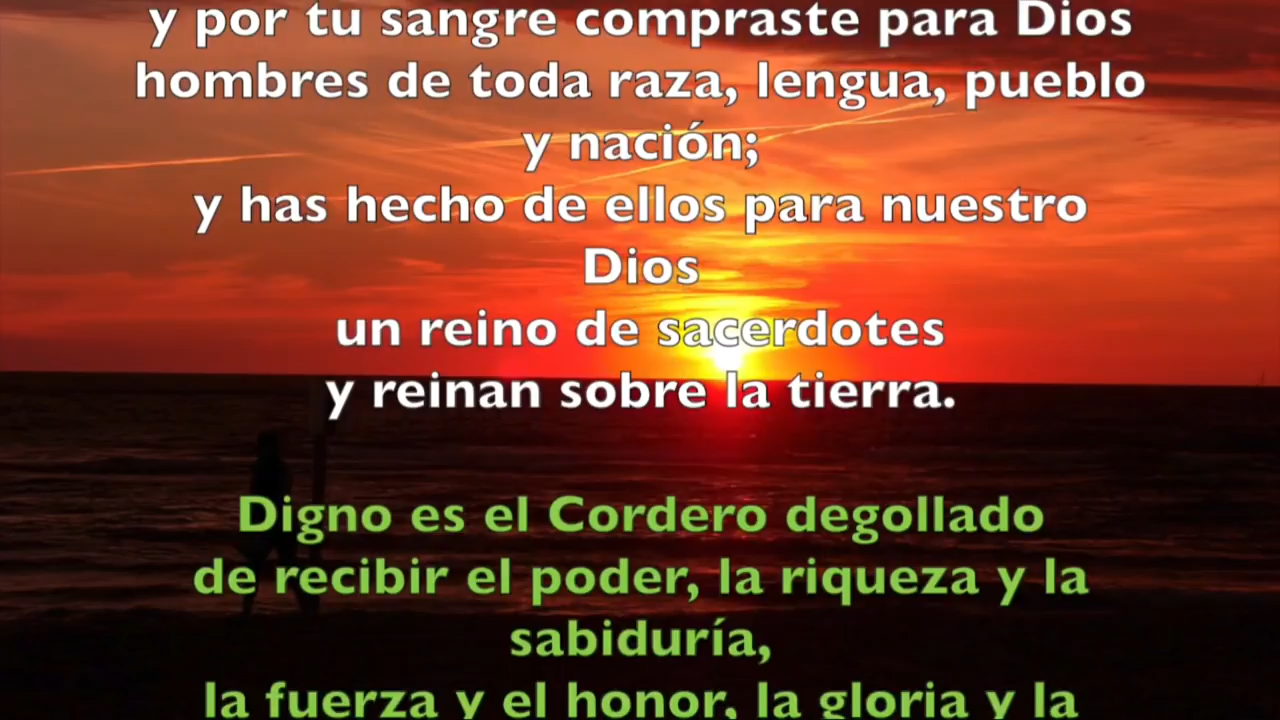 y por tu sangre compraste para Dios
hombres de toda raza, lengua, pueblo
y nación;
y has hecho de ellos para nuestro
Dios
un reino de sacerdotes
y reinan sobre la tierra.
Digno es el Cordero degollado
de recibir el poder, la riqueza y la
sabiduría,
la fuerza y el honor, la gloria y la